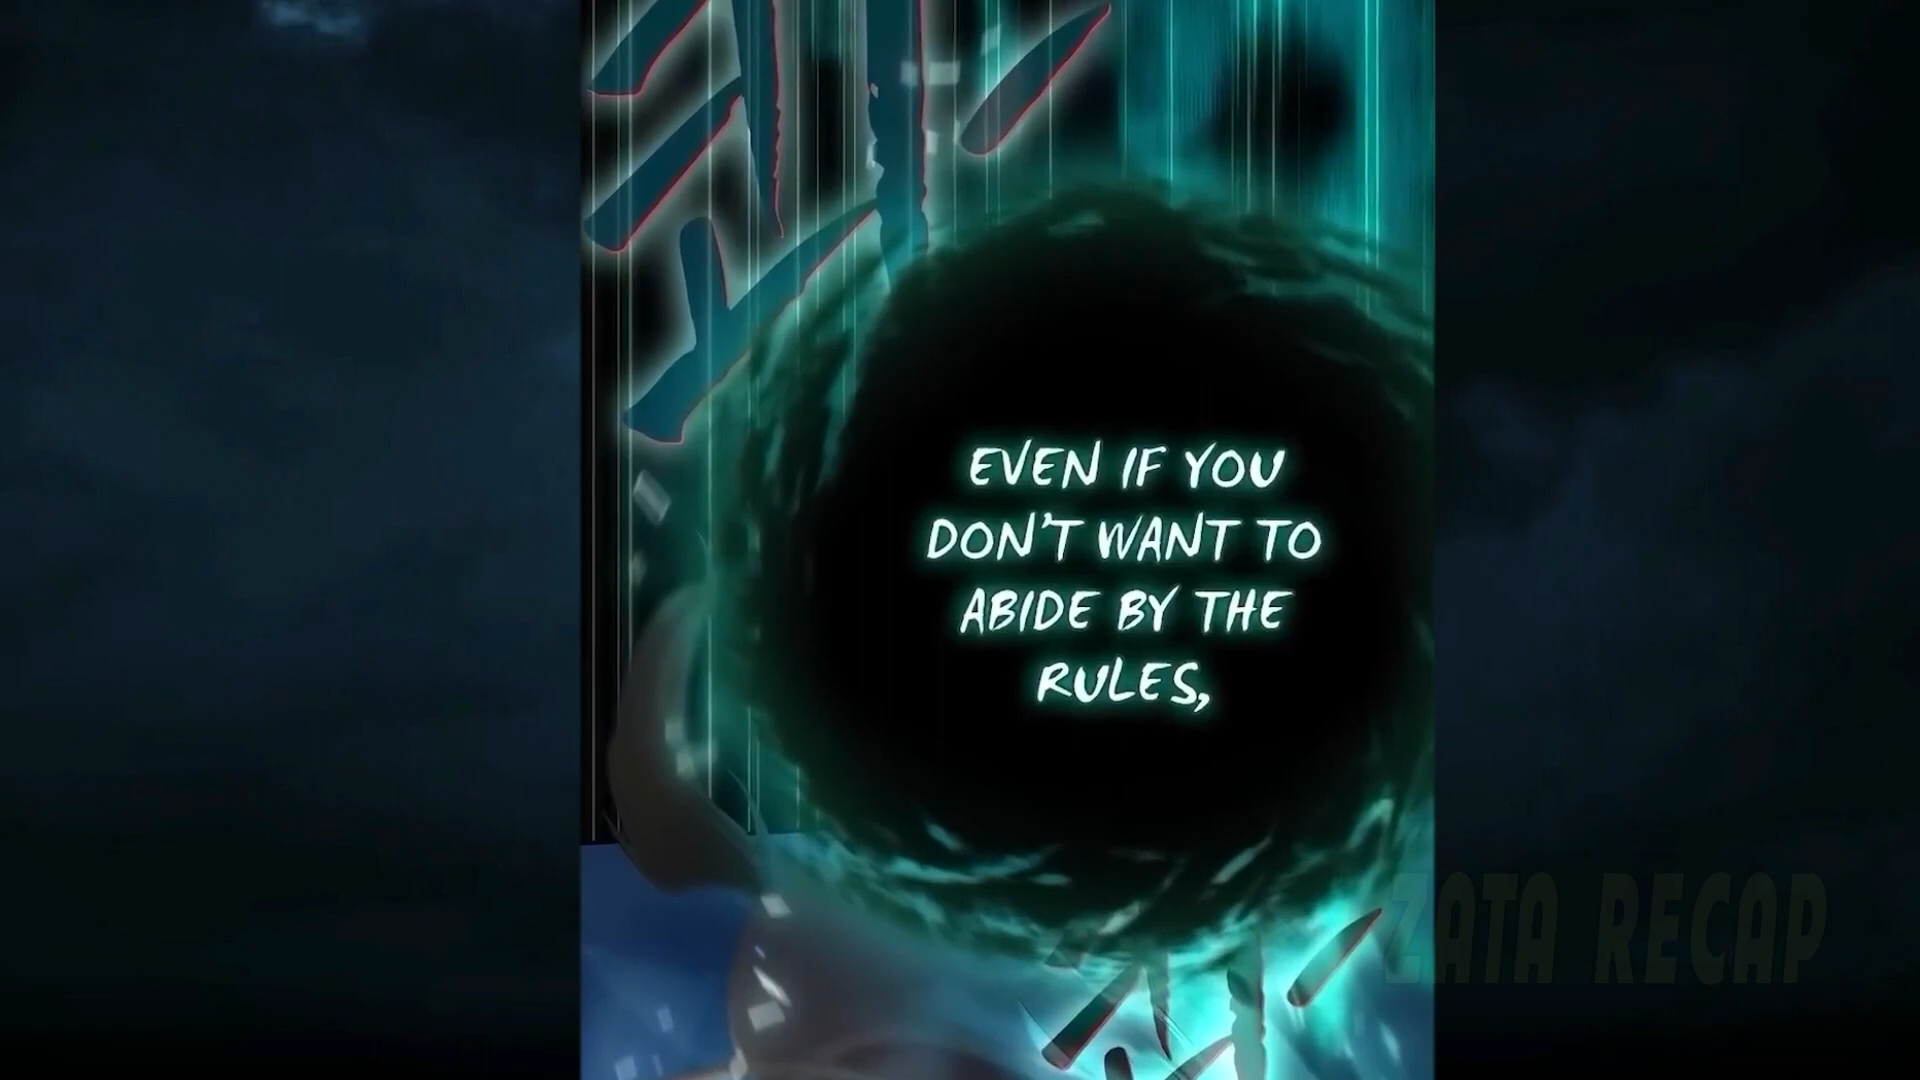 EVEN IF YOU
DON'T WANT TO
ABIDE BY THE
RULES,
ZATA RECAP